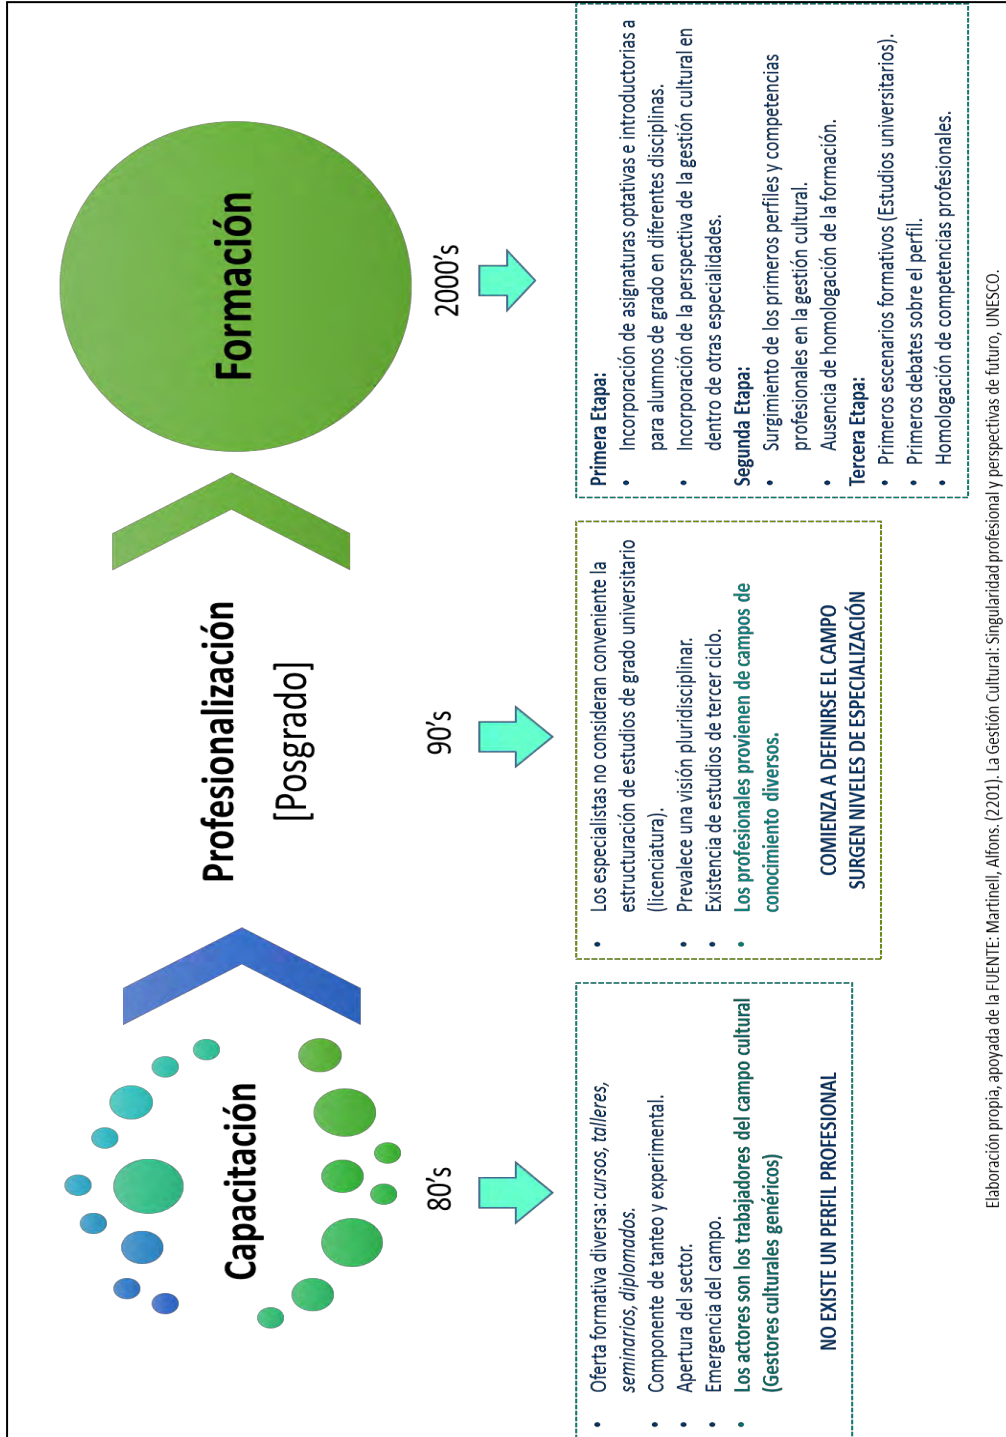 Capacitación
80's
• Oferta formativa diversa: cursos, talleres,
seminarios, diplomados.
• Componente de tanteo y experimental.
• Apertura del sector.
• Emergencia del campo.
• Los actores son los trabajadores del campo cultural
(Gestores culturales genéricos)
NO EXISTE UN PERFIL PROFESIONAL
Profesionalización
[Posgrado]
90's
• Los especialistas no consideran conveniente la
estructuración de estudios de grado universitario
(licenciatura).
• Prevalece una visión pluridisciplinar.
• Existencia de estudios de tercer ciclo.
• Los profesionales provienen de campos de
conocimiento diversos.
COMIENZA A DEFINIRSE EL CAMPO
SURGEN NIVELES DE ESPECIALIZACIÓN
Formación
2000's
Primera Etapa:
• Incorporación de asignaturas optativas e introductorias a
para alumnos de grado en diferentes disciplinas.
• Incorporación de la perspectiva de la gestión cultural en
dentro de otras especialidades.
Segunda Etapa:
• Surgimiento de los primeros perfiles y competencias
profesionales en la gestión cultural.
• Ausencia de homologación de la formación.
Tercera Etapa:
• Primeros escenarios formativos (Estudios universitarios).
• Primeros debates sobre el perfil.
• Homologación de competencias profesionales.
Elaboración propia, apoyada de la FUENTE: Martinell, Alfons. (2201). La Gestión Cultural: Singularidad profesional y perspectivas de futuro, UNESCO.